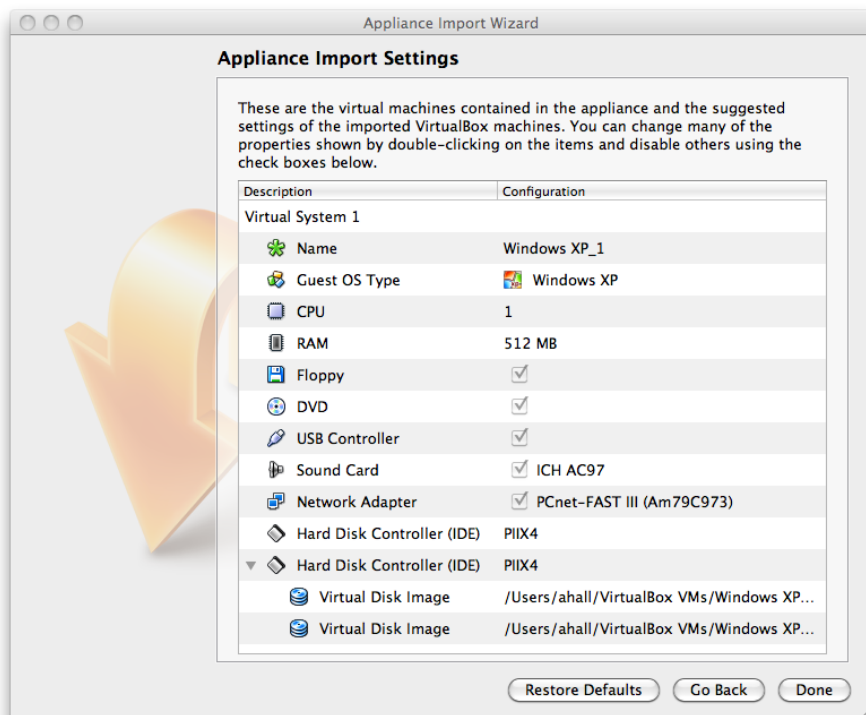 Appliance Import Wizard
Appliance Import Settings
These are the virtual machines contained in the appliance and the suggested
settings of the imported VirtualBox machines. You can change many of the
properties shown by double-clicking on the items and disable others using the
check boxes below.
Description Configuration
Virtual System 1
Name Windows XP_1
Guest OS Type Windows XP
CPU 1
RAM 512 MB
Floppy
DVD
USB Controller
Sound Card ICH AC97
Network Adapter PCnet-FAST III (Am79C973)
Hard Disk Controller (IDE) PIIX4
Hard Disk Controller (IDE) PIIX4
Virtual Disk Image /Users/ahall/VirtualBox VMs/Windows XP...
Virtual Disk Image /Users/ahall/VirtualBox VMs/Windows XP...
Restore Defaults Go Back Done